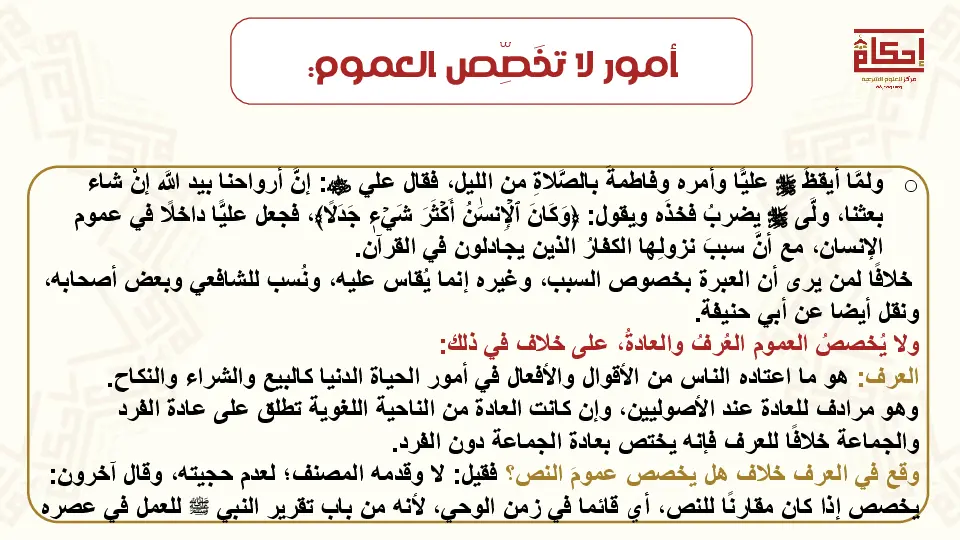 إحكام
مركز للعلوم الشرعية
أمور لا تخَصِّص العموم:
ولمَّا أيقظَ ﷺ عليًّا وأمره وفاطمةَ بالصَّلاةِ من الليل، فقال علي ﷺ: إنَّ أرواحنا بيد الله إنْ شاء
بعثنا، ولَّى ﷺ يضربُ فخذَه ويقول: ﴿وَكَانَ ٱلۡإِنسَٰنُ أَكۡثَرَ شَيۡءٖ جَدَلٗا﴾، فجعل عليًّا داخلًا في عموم
الإنسان، مع أنَّ سببَ نزولِها الكفارُ الذين يجادلون في القرآن.
خلافًا لمن يرى أن العبرة بخصوص السبب، وغيره إنما يُقاس عليه، ونُسب للشافعي وبعض أصحابه،
ونقل أيضا عن أبي حنيفة.
ولا يُخصصُ العموم العُرفُ والعادةُ، على خلاف في ذلك:
العرف: هو ما اعتاده الناس من الأقوال والأفعال في أمور الحياة الدنيا كالبيع والشراء والنكاح.
وهو مرادف للعادة عند الأصوليين، وإن كانت العادة من الناحية اللغوية تطلق على عادة الفرد
والجماعة خلافًا للعرف فإنه يختص بعادة الجماعة دون الفرد.
وقع في العرف خلاف هل يخصص عمومَ النص؟ فقيل: لا وقدمه المصنف؛ لعدم حجيته، وقال آخرون:
يخصص إذا كان مقارنًا للنص، أي قائما في زمن الوحي، لأنه من باب تقرير النبي ﷺ للعمل في عصره